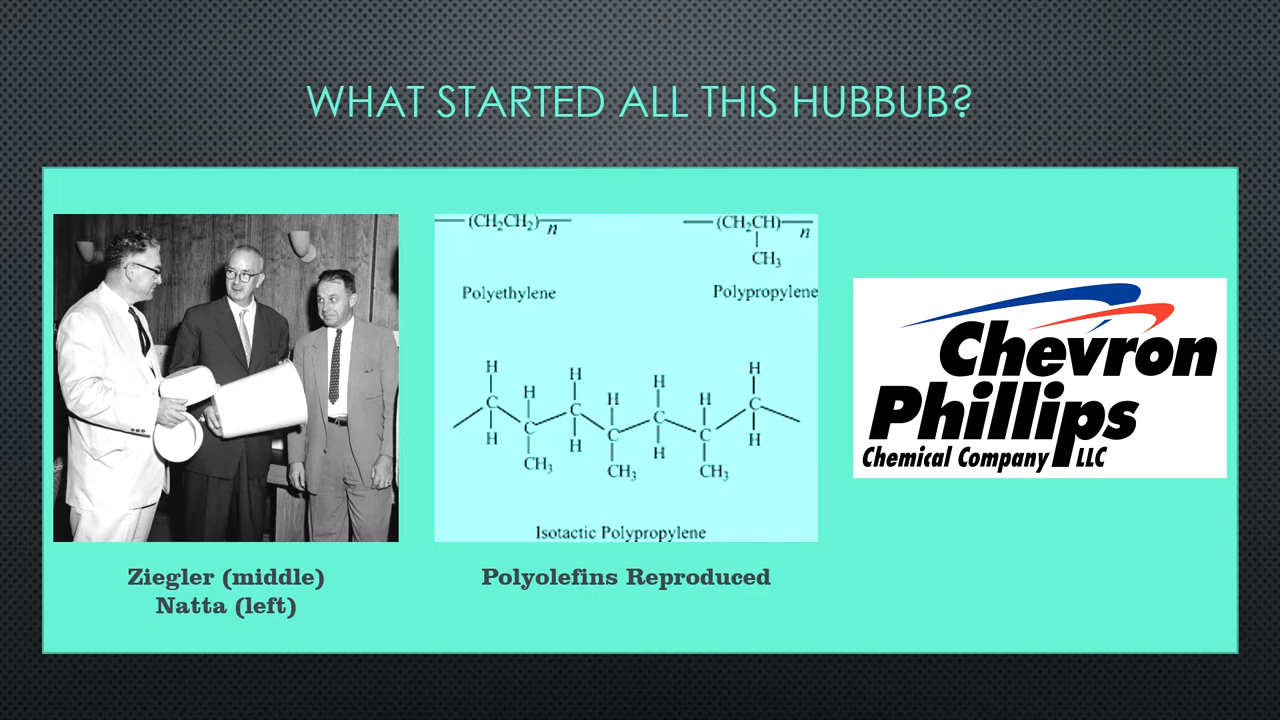 WHAT STARTED ALL THIS HUBBUB?
Ziegler (middle)
Natta (left)
—(CH₂CH₂)—n
Polyethylene
—(CH₂CH)—n
CH₃
Polypropylene
H H H H
H H H
C C C C
C C C
H H H H
CH₃ CH₃ CH₃
Isotactic Polypropylene
Polyolefins Reproduced
Chevron
Phillips
Chemical Company LLC